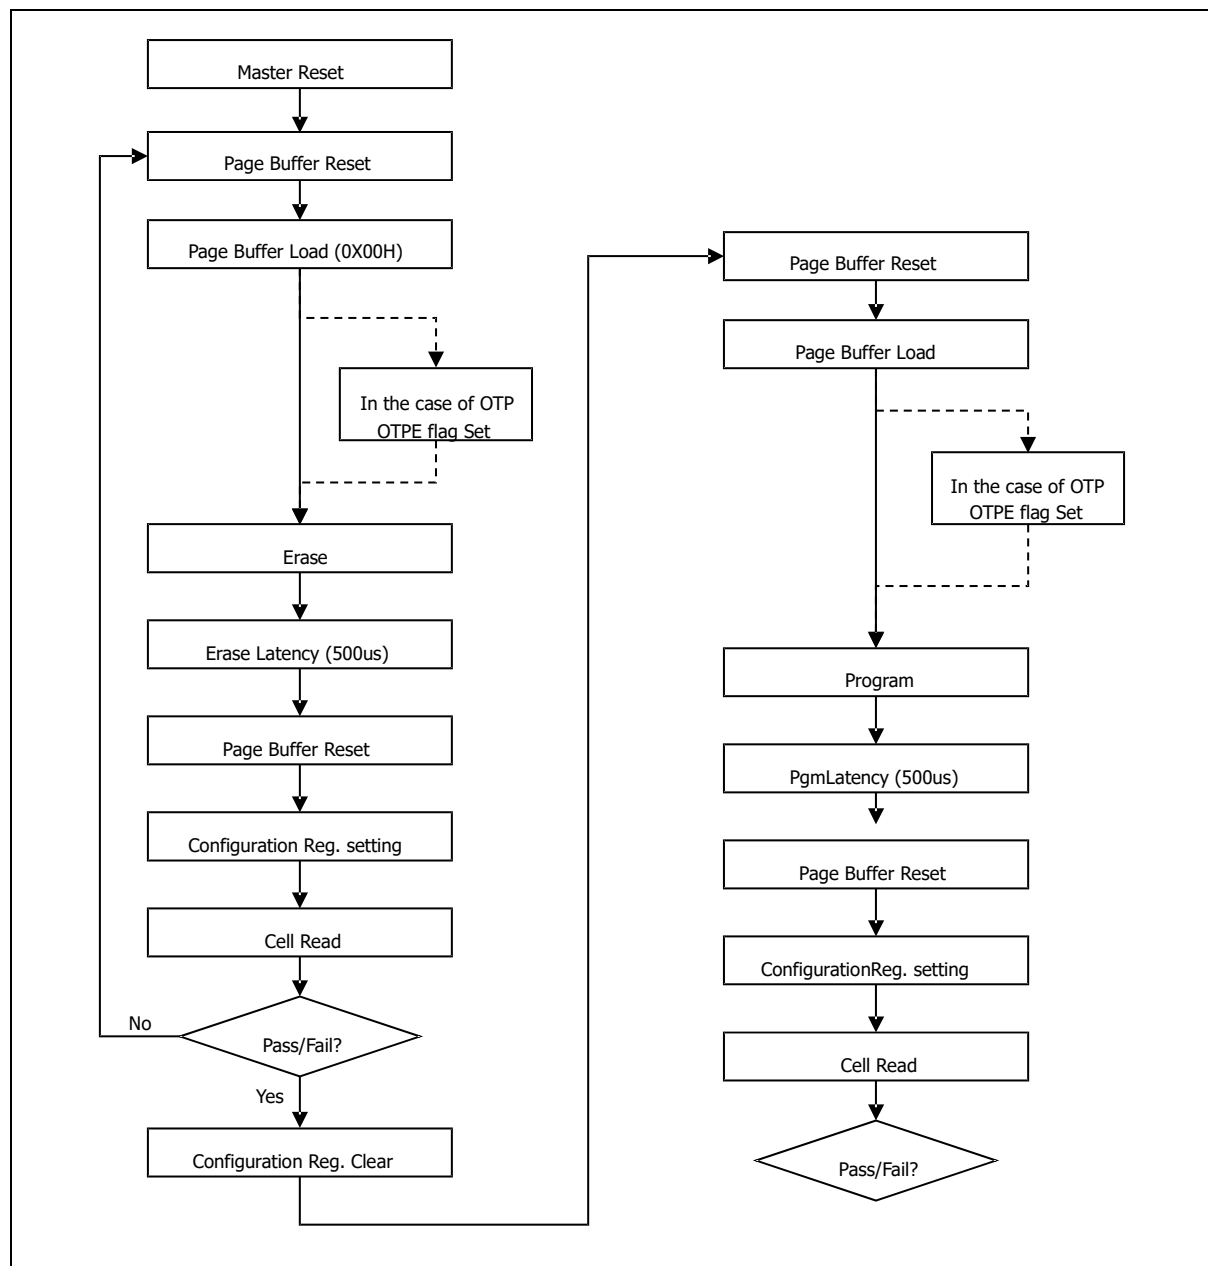 Master Reset
Page Buffer Reset
Page Buffer Load (0X00H)
In the case of OTP
OTPE flag Set
Erase
Erase Latency (500us)
Page Buffer Reset
Configuration Reg. setting
Cell Read
No
Pass/Fail?
Yes
Configuration Reg. Clear
Page Buffer Reset
Page Buffer Load
In the case of OTP
OTPE flag Set
Program
PgmLatency (500us)
Page Buffer Reset
ConfigurationReg. setting
Cell Read
Pass/Fail?